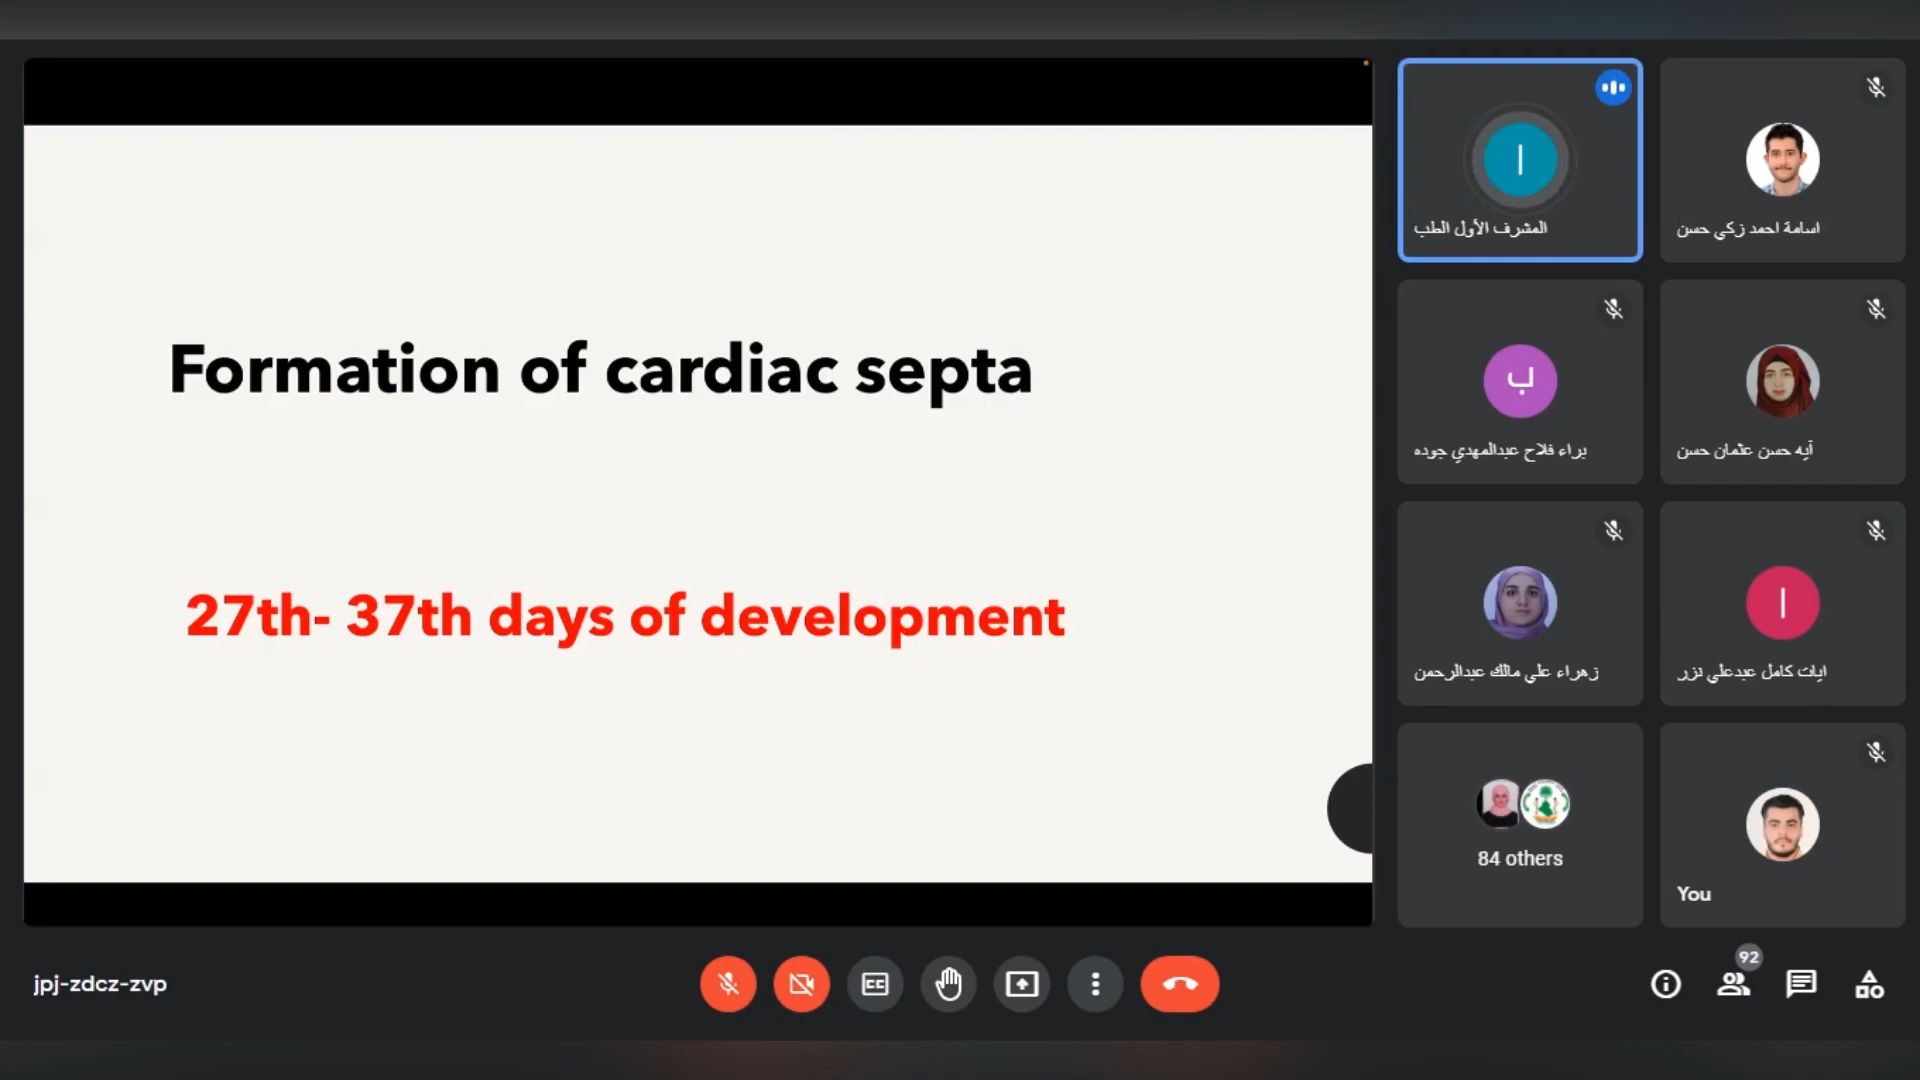 Formation of cardiac septa
27th- 37th days of development
ا
المشرف الأول الطب
اسامة احمد زكي حسن
ب
براء فلاح عبدالمهدي جوده
آيه حسن عثمان حسن
زهراء علي مالك عبدالرحمن
ا
ايات كامل عبدعلي نزر
84 others
You
jpj-zdcz-zvp
CC
92